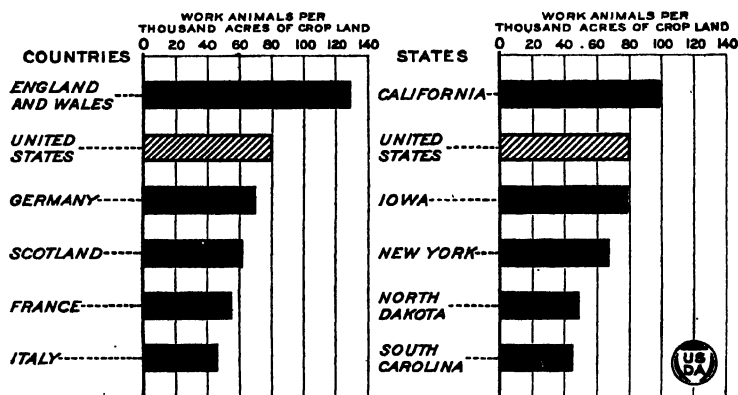 WORK ANIMALS PER
THOUSAND ACRES OF CROP LAND
COUNTRIES
0 20 40 60 80 100 120 140
ENGLAND
AND WALES
UNITED
STATES
GERMANY
SCOTLAND
FRANCE
ITALY
WORK ANIMALS PER
THOUSAND ACRES OF CROP LAND
STATES
0 20 40 60 80 100 120 140
CALIFORNIA
UNITED
STATES
IOWA
NEW YORK
NORTH
DAKOTA
SOUTH
CAROLINA
US
DA